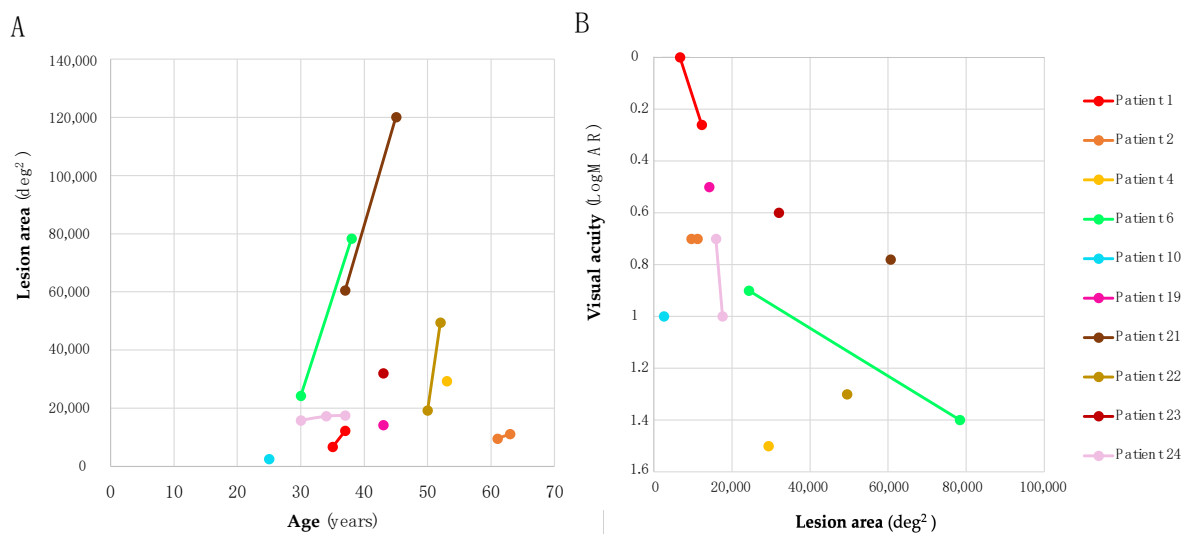 A
140,000
120,000
100,000
80,000
60,000
40,000
20,000
0
Lesion area (deg²)
0 10 20 30 40 50 60 70
Age (years)
B
0
0.2
0.4
0.6
0.8
1
1.2
1.4
1.6
Visual acuity (LogMAR)
0 20,000 40,000 60,000 80,000 100,000
Lesion area (deg²)
Patient 1
Patient 2
Patient 4
Patient 6
Patient 10
Patient 19
Patient 21
Patient 22
Patient 23
Patient 24